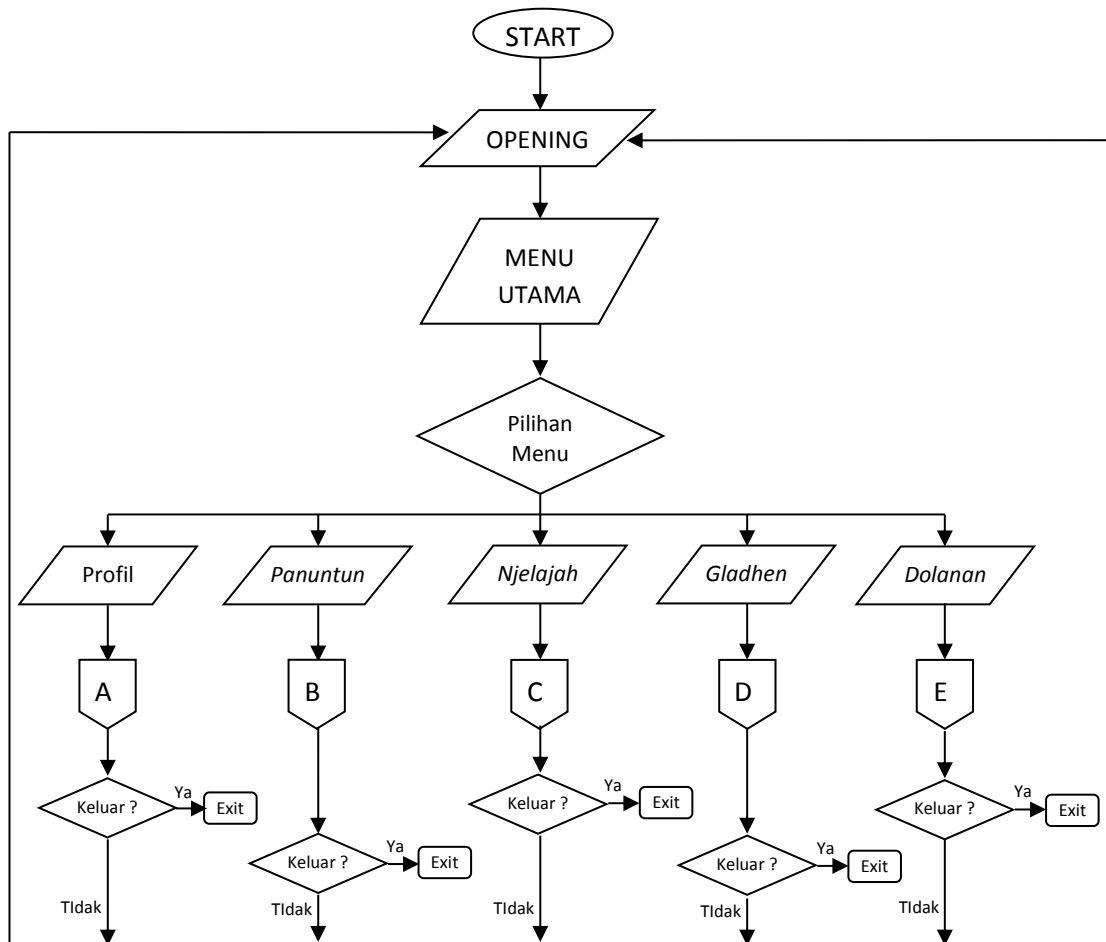 START
OPENING
MENU
UTAMA
Pilihan
Menu
Profil
Panuntun
Njelajah
Gladhen
Dolanan
A
B
C
D
E
Keluar ?
Ya
Exit
Keluar ?
Ya
Exit
Keluar ?
Ya
Exit
Keluar ?
Ya
Exit
Keluar ?
Ya
Exit
TIdak
TIdak
TIdak
TIdak
TIdak